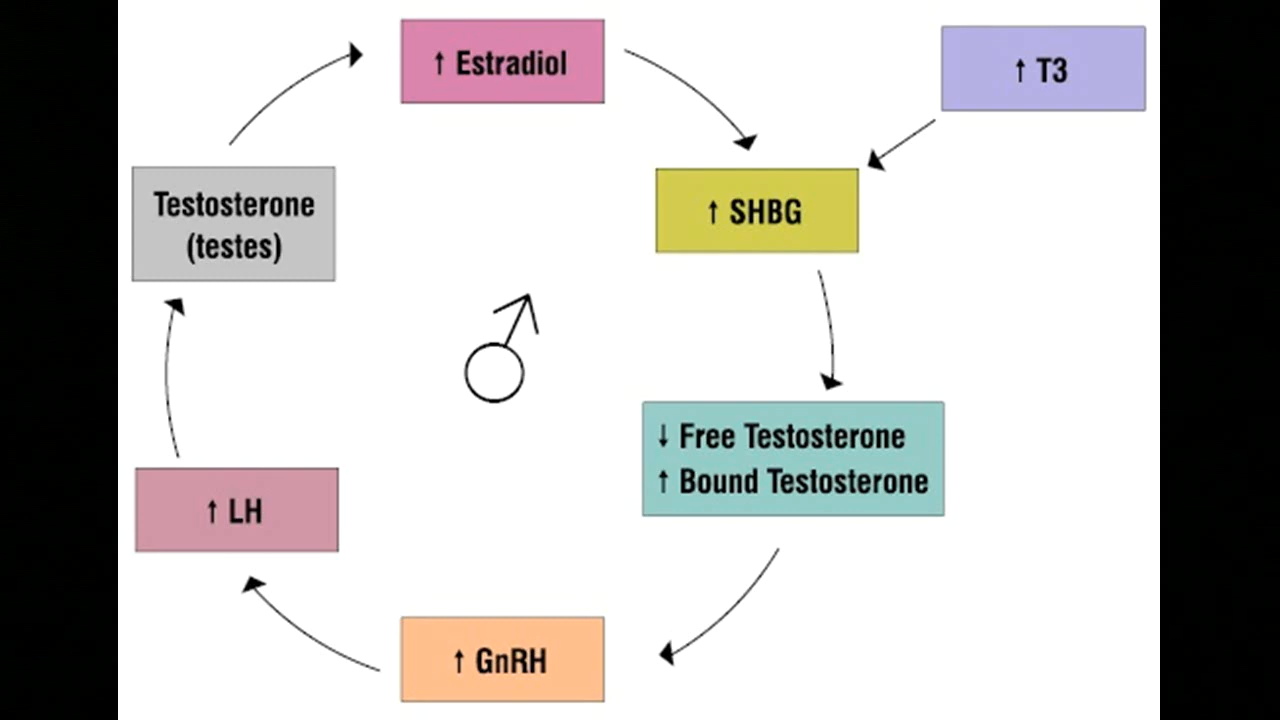 ↑ Estradiol
↑ T3
Testosterone
(testes)
↑ SHBG
↓ Free Testosterone
↑ Bound Testosterone
↑ LH
↑ GnRH